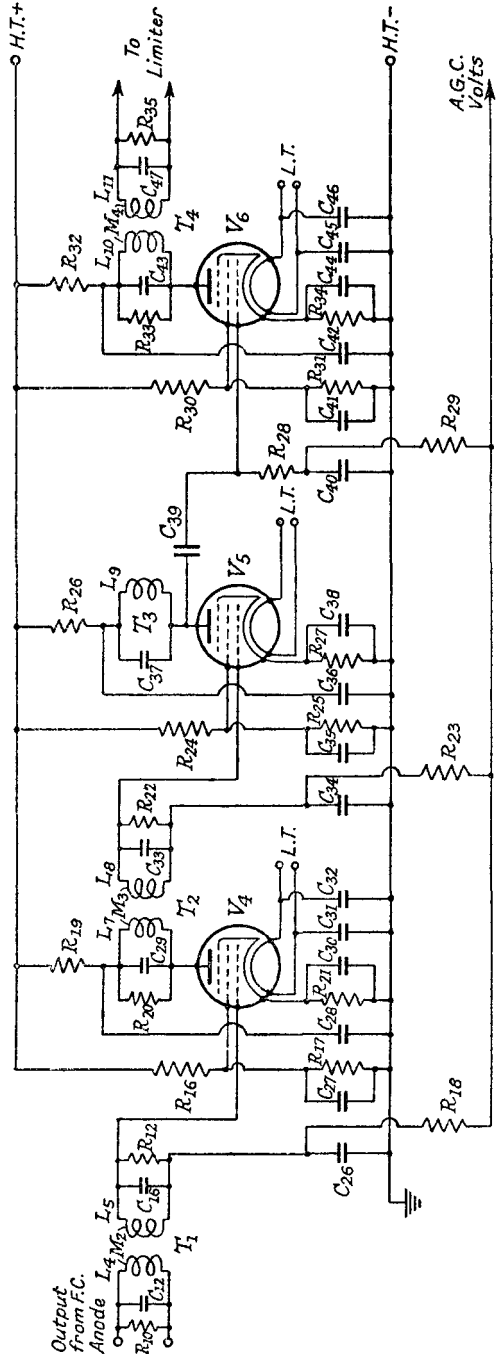 Output
from F.C.
Anode
R10
C12
L4
M2
L5
T1
C16
R12
C26
R18
R16
C27
R17
C28
R21
C30
C31
C32
R19
R20
C29
L7
M3
L8
T2
V4
L.T.
C33
R22
C34
R23
R24
C35
R25
C36
R27
C38
R26
C37
T3
L9
V5
L.T.
C39
R28
C40
R29
R30
C41
R31
C42
R34
C44
C45
C46
R32
R33
C43
L10
M4
L11
T4
V6
L.T.
C47
R35
To
Limiter
H.T.+
H.T.-
A.G.C.
Volts